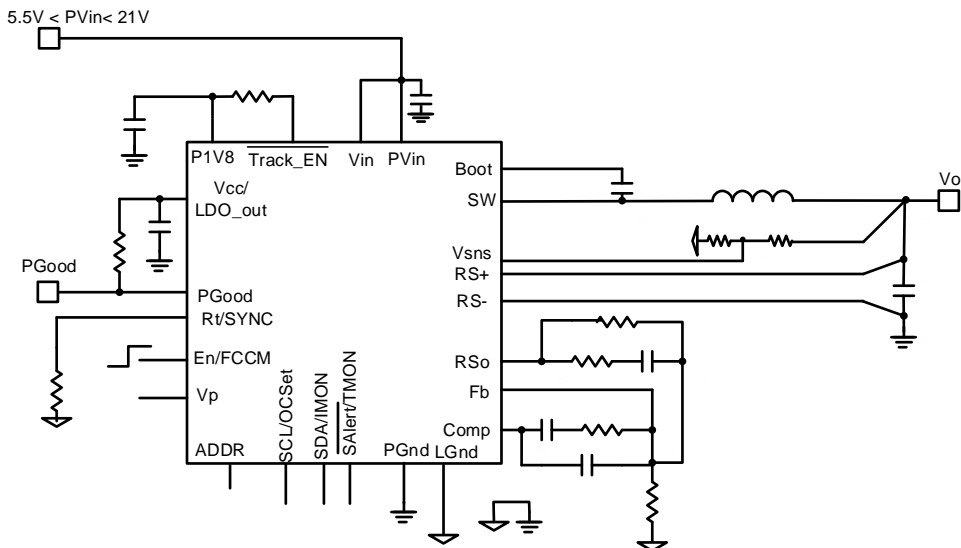 5.5V < PVin< 21V
P1V8
Track_EN
Vin
PVin
Boot
Vcc/
LDO_out
SW
Vo
Vsns
PGood
RS+
PGood
RS-
Rt/SYNC
En/FCCM
RSo
Vp
Fb
Comp
ADDR
SCL/OCSet
SDA/IMON
SAlert/TMON
PGnd
LGnd